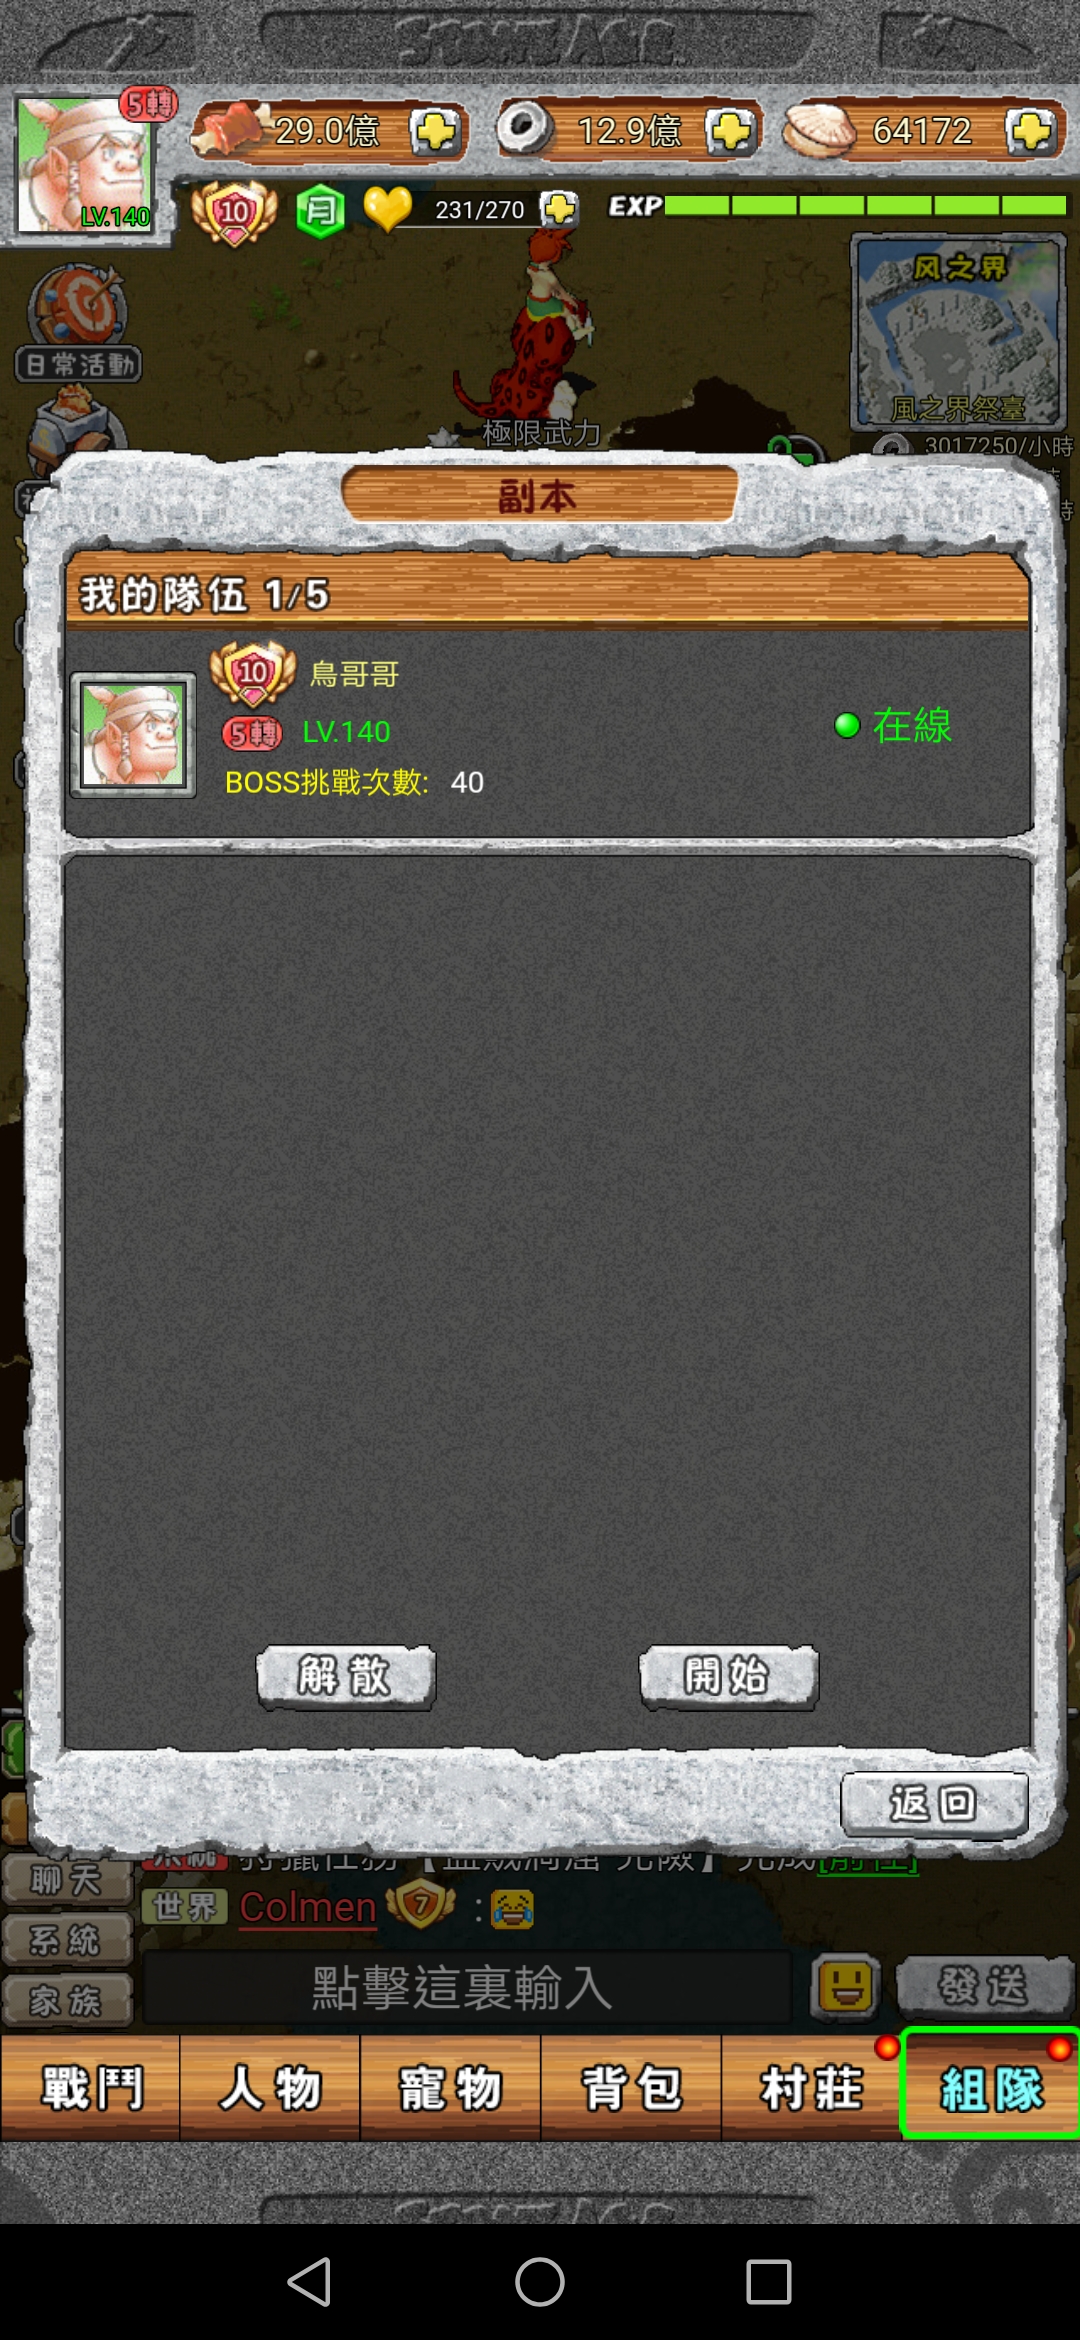 STONE AGE
5轉
29.0億
12.9億
64172
LV.140
10
月
231/270
EXP
风之界
日常活動
風之界祭臺
極限武力
3017250/小時
時
副本
我的隊伍 1/5
10
鳥哥哥
5轉
LV.140
在線
BOSS挑戰次數: 40
解散
開始
返回
聊天
世界
Colmen
7
:
系統
點擊這裏輸入
發送
家族
戰鬥
人物
寵物
背包
村莊
組隊